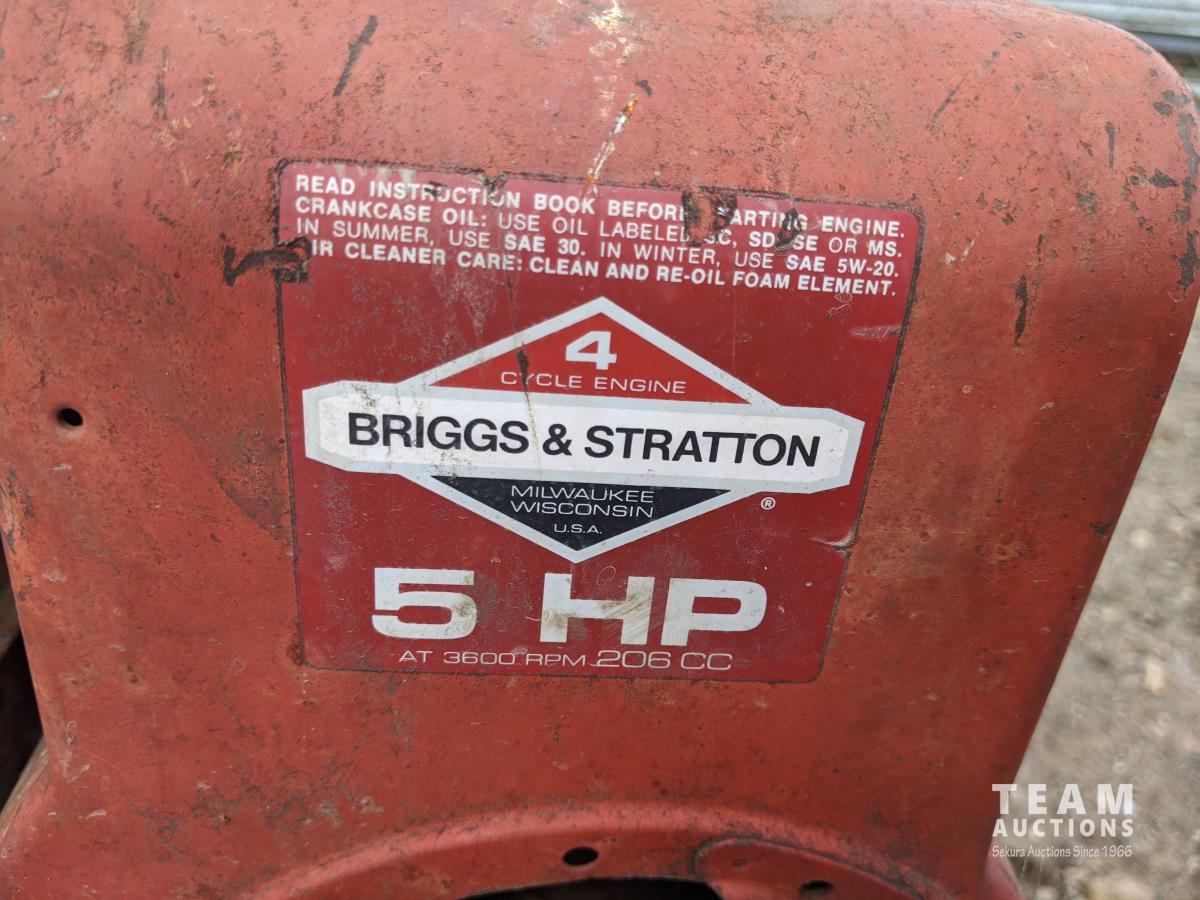 READ INSTRUCTION BOOK BEFORE STARTING ENGINE.
CRANKCASE OIL: USE OIL LABELED SC, SD, SE OR MS.
IN SUMMER, USE SAE 30. IN WINTER, USE SAE 5W-20.
AIR CLEANER CARE: CLEAN AND RE-OIL FOAM ELEMENT.
4
CYCLE ENGINE
BRIGGS & STRATTON
MILWAUKEE
WISCONSIN
U.S.A.
®
5 HP
AT 3600 RPM 206 CC
TEAM
AUCTIONS
Sekura Auctions Since 1966